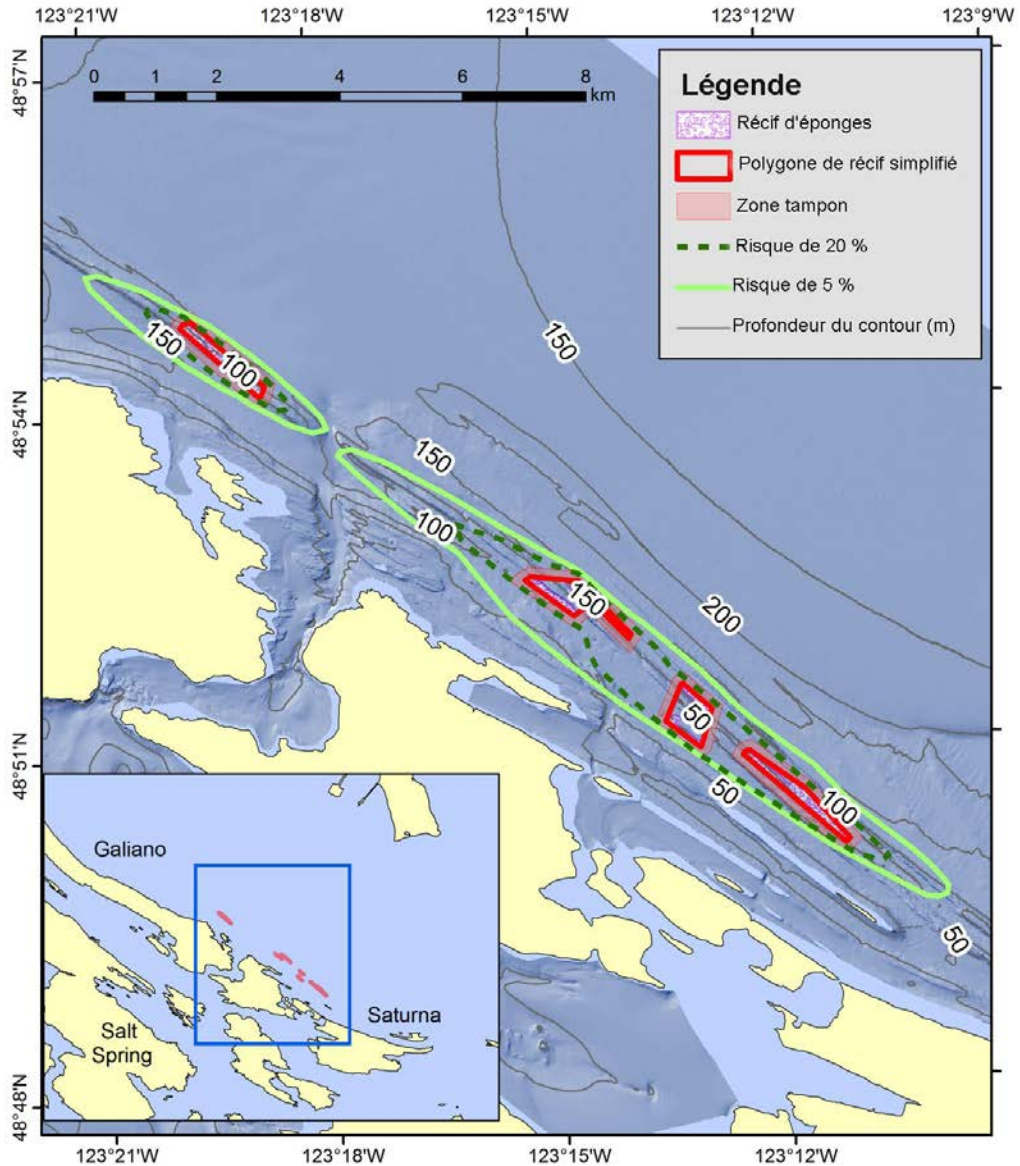 123°21'W 123°18'W 123°15'W 123°12'W 123°9'W
48°57'N
48°54'N
48°51'N
48°48'N
0 1 2 4 6 8
km
Légende
Récif d'éponges
Polygone de récif simplifié
Zone tampon
Risque de 20 %
Risque de 5 %
Profondeur du contour (m)
150
100
150
150
100
150
200
50
100
50
50
Galiano
Salt
Spring
Saturna
123°21'W 123°18'W 123°15'W 123°12'W